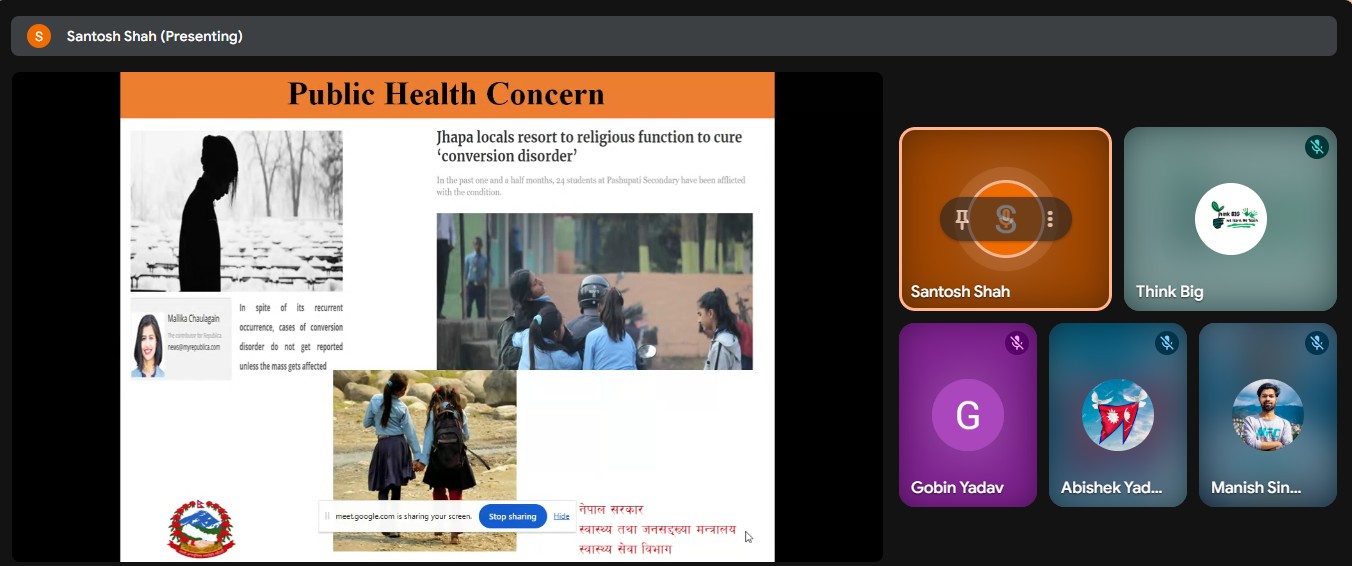 S Santosh Shah (Presenting)
Public Health Concern
Jhapa locals resort to religious function to cure
‘conversion disorder’
In the past one and a half months, 24 students at Pashupati Secondary have been afflicted
with the condition.
Mallika Chaulagain
The contributor for Republica.
news@myrepublica.com
In spite of its recurrent
occurrence, cases of conversion
disorder do not get reported
unless the mass gets affected
meet.google.com is sharing your screen. Stop sharing Hide
नेपाल सरकार
स्वास्थ्य तथा जनसङ्ख्या मन्त्रालय
स्वास्थ्य सेवा विभाग
S
Santosh Shah
Think BIG
Think Big
G
Gobin Yadav
Abishek Yad...
Manish Sin...